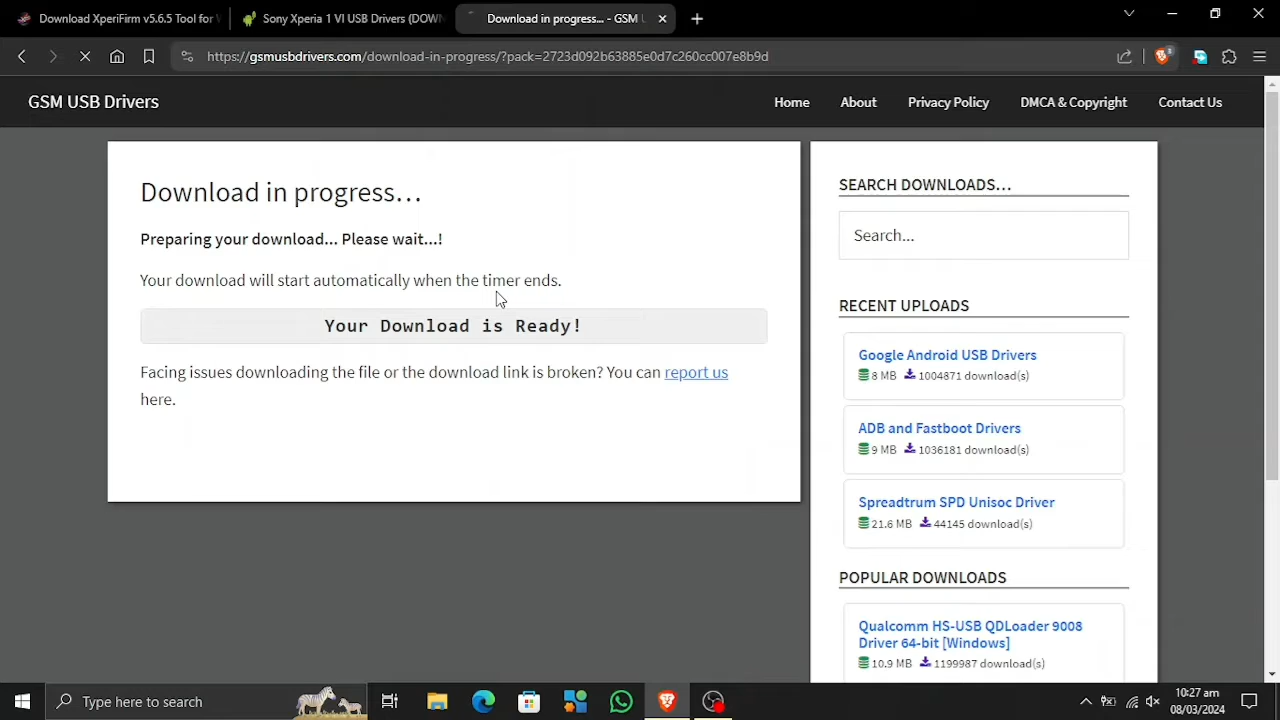 Download XperiFirm v5.6.5 Tool for
Sony Xperia 1 VI USB Drivers (DOW
Download in progress... - GSM
https://gsmusbdrivers.com/download-in-progress/?pack=2723d092b63885e0d7c260cc007e8b9d
3
GSM USB Drivers
Home
About
Privacy Policy
DMCA & Copyright
Contact Us
Download in progress...
Preparing your download... Please wait...!
Your download will start automatically when the timer ends.
Your Download is Ready!
Facing issues downloading the file or the download link is broken? You can report us
here.
SEARCH DOWNLOADS...
Search...
RECENT UPLOADS
Google Android USB Drivers
8 MB 1004871 download(s)
ADB and Fastboot Drivers
9 MB 1036181 download(s)
Spreadtrum SPD Unisoc Driver
21.6 MB 44145 download(s)
POPULAR DOWNLOADS
Qualcomm HS-USB QDLoader 9008
Driver 64-bit [Windows]
10.9 MB 1199987 download(s)
Type here to search
10:27 am
08/03/2024